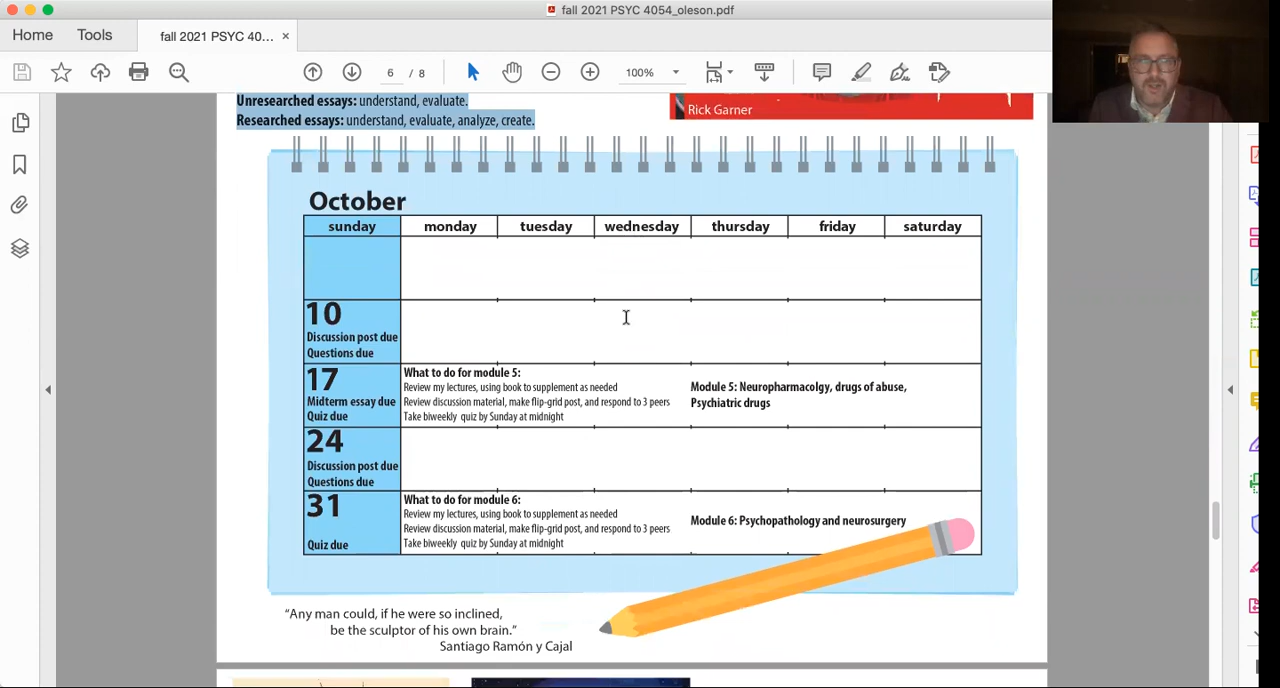 fall 2021 PSYC 4054_oleson.pdf
Home Tools fall 2021 PSYC 40... ×
6 / 8 100%
Unresearched essays: understand, evaluate.
Researched essays: understand, evaluate, analyze, create.
Rick Garner
October
sunday monday tuesday wednesday thursday friday saturday
10
Discussion post due
Questions due
17
Midterm essay due
Quiz due
What to do for module 5:
Review my lectures, using book to supplement as needed
Review discussion material, make flip-grid post, and respond to 3 peers
Take biweekly quiz by Sunday at midnight
Module 5: Neuropharmacolgy, drugs of abuse,
Psychiatric drugs
24
Discussion post due
Questions due
31
Quiz due
What to do for module 6:
Review my lectures, using book to supplement as needed
Review discussion material, make flip-grid post, and respond to 3 peers
Take biweekly quiz by Sunday at midnight
Module 6: Psychopathology and neurosurgery
“Any man could, if he were so inclined,
be the sculptor of his own brain.”
Santiago Ramón y Cajal